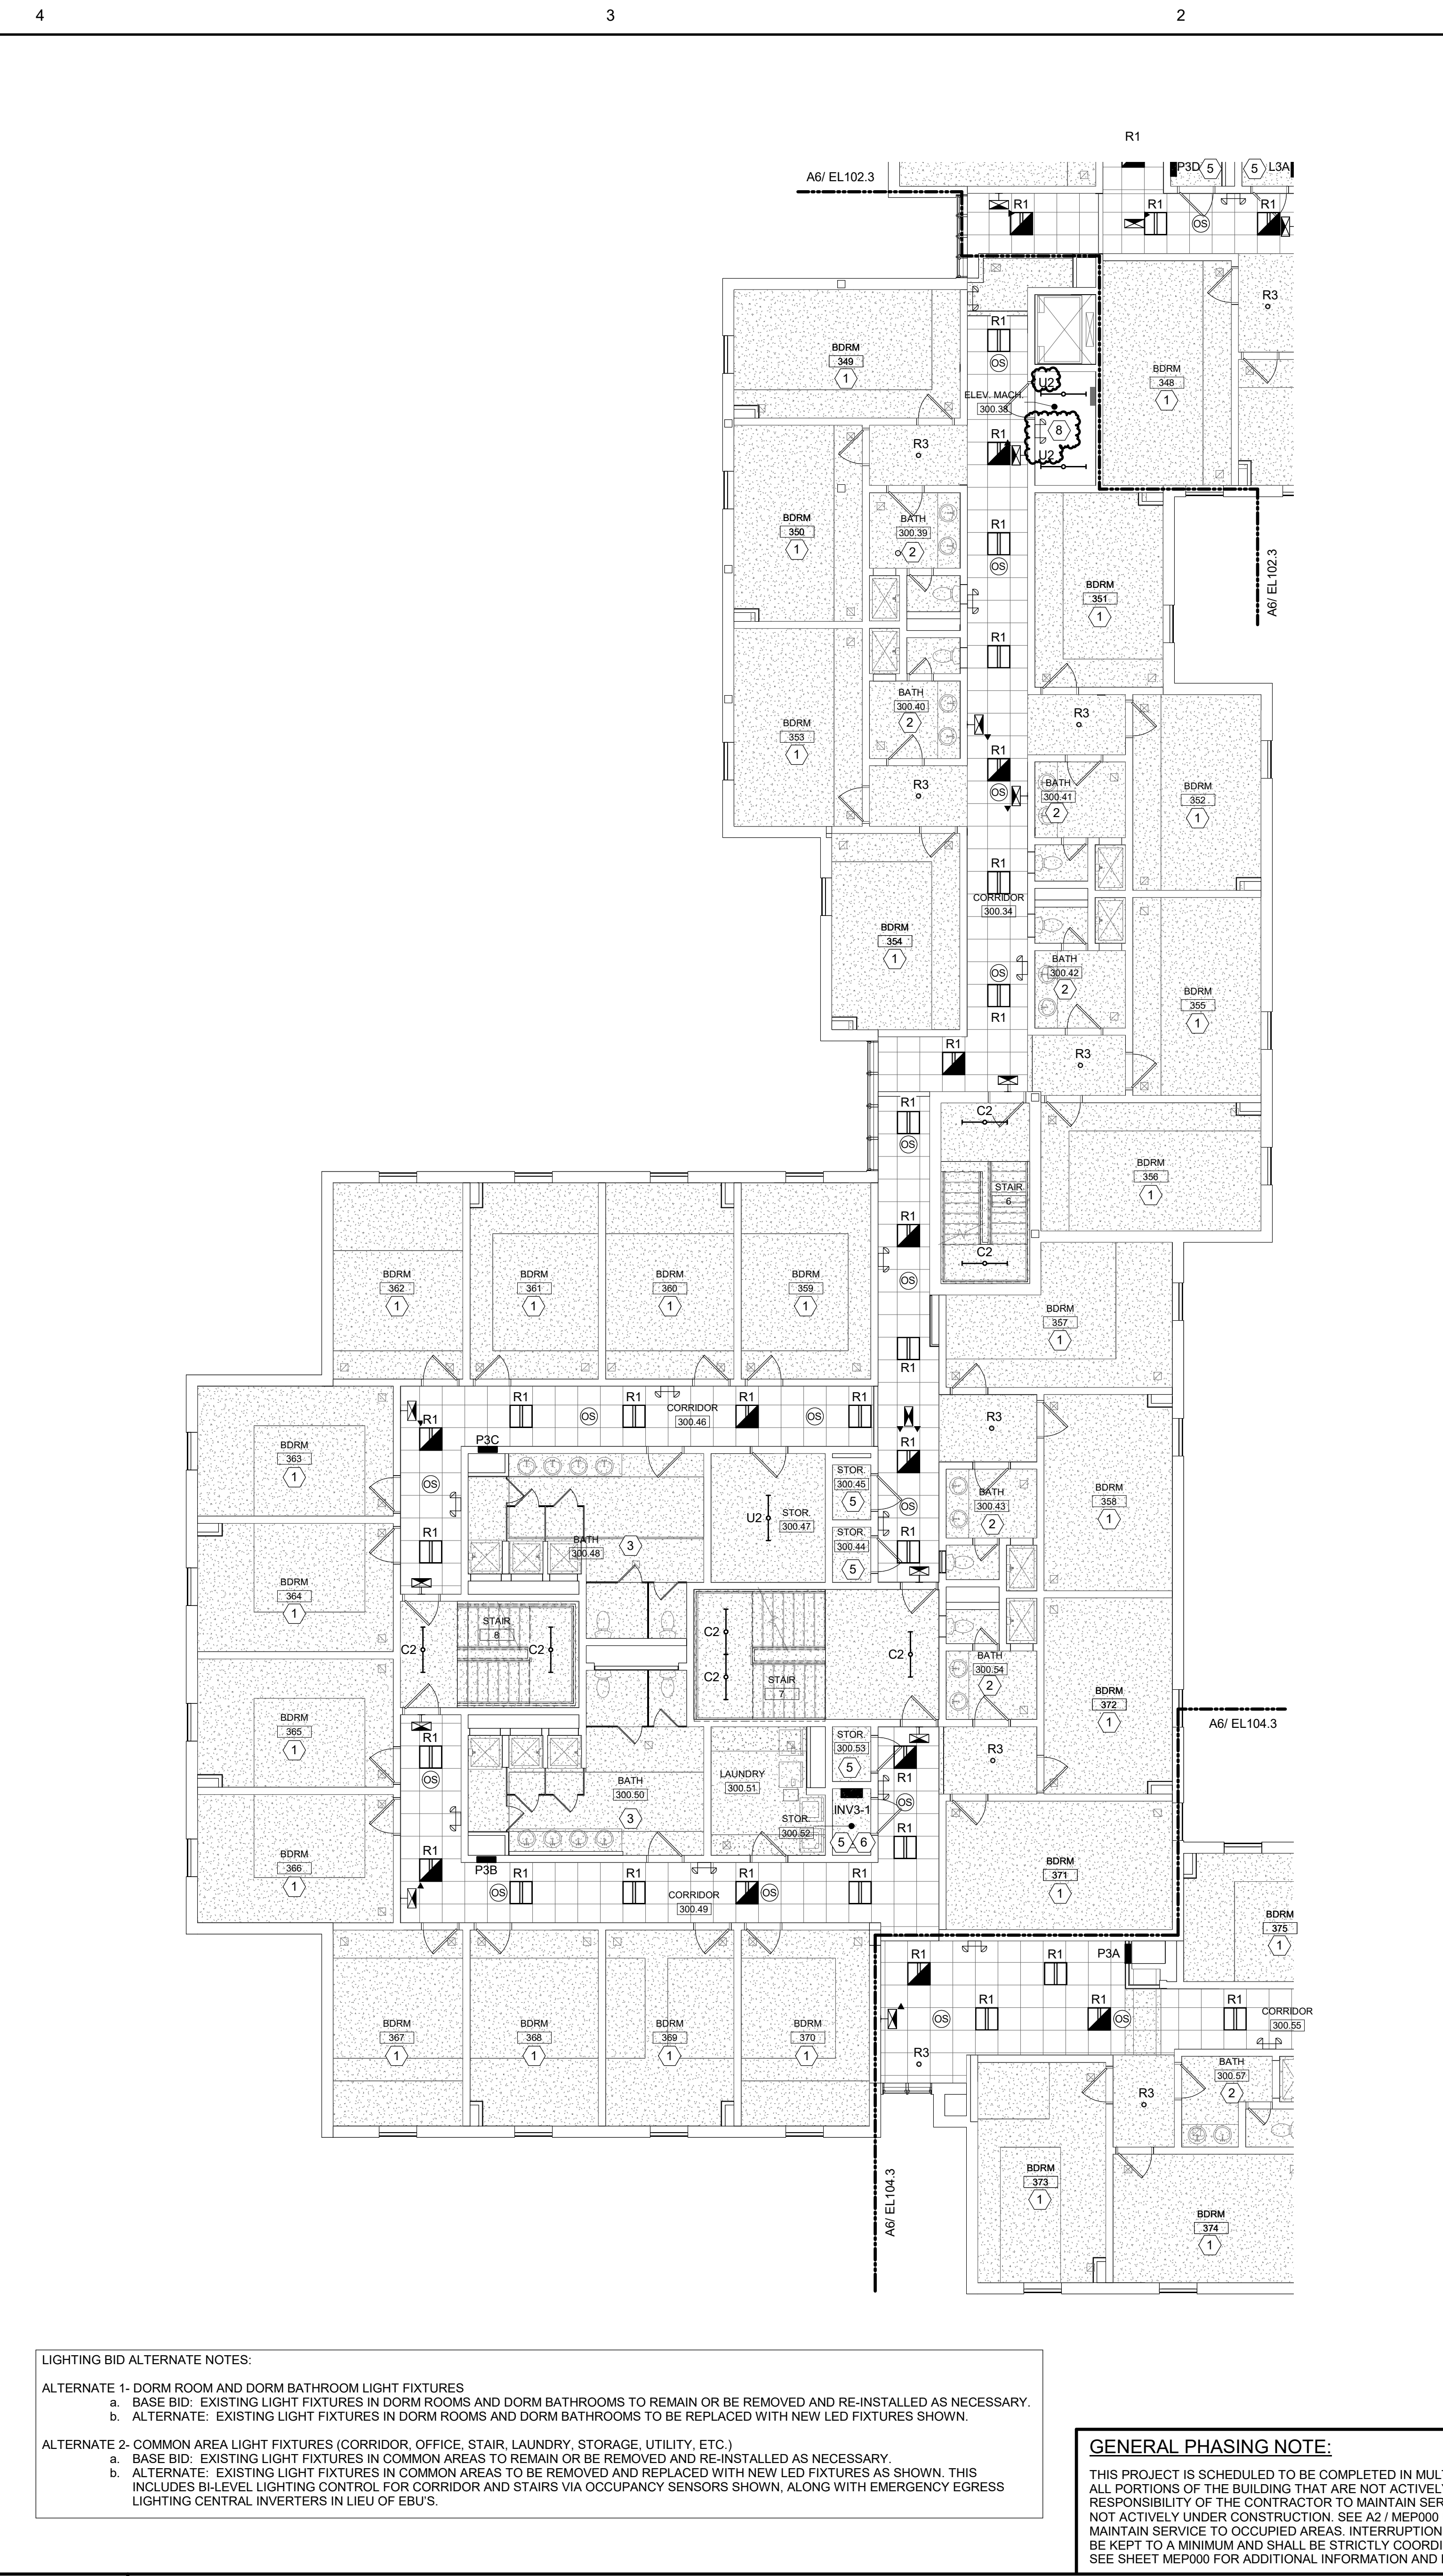 4 3 2
R1
A6/ EL102.3
P3D 5 5 L3A
R1 R1 R1
R3
R1
OS
OS
BDRM
349
1
BDRM
348
1
U2
ELEV. MACH.
300.38
8
R1
U2
R3
BDRM
350
1
BATH
300.39
2
R1
OS
A6/ EL102.3
BDRM
351
1
R1
BATH
300.40
2
BDRM
353
1
R3
R1
OS
R3
BATH
300.41
2
BDRM
352
1
R1
CORRIDOR
300.34
BDRM
354
1
OS
R1
BATH
300.42
2
BDRM
355
1
R1
R3
R1
OS
C2
BDRM
356
1
STAIR
6
R1
C2
OS
BDRM
362
1
BDRM
361
1
BDRM
360
1
BDRM
359
1
BDRM
357
1
R1
R1 R1 R1 R1
OS
CORRIDOR
300.46
OS
R1
P3C
R3
R1
BDRM
363
1
OS
STOR.
300.45
5
BDRM
358
1
BATH
300.43
2
OS
U2
STOR.
300.47
R1
BATH
300.48
3
STOR.
300.44
5
R1
BDRM
364
1
STAIR
8
C2 C2
C2
C2
C2
STAIR
7
BATH
300.54
2
BDRM
372
1
A6/ EL104.3
BDRM
365
1
R1
OS
STOR.
300.53
5
R3
R1
LAUNDRY
300.51
BATH
300.50
3
OS
INV3-1
STOR.
300.52
5 6
R1
BDRM
366
1
R1
P3B
R1 R1 R1 R1
OS
CORRIDOR
300.49
OS
BDRM
371
1
BDRM
375
1
R1 R1 P3A
R1 R1 R1
OS OS
CORRIDOR
300.55
BDRM
367
1
BDRM
368
1
BDRM
369
1
BDRM
370
1
R3
BATH
300.57
2
R3
BDRM
373
1
A6/ EL104.3
BDRM
374
1
LIGHTING BID ALTERNATE NOTES:
ALTERNATE 1- DORM ROOM AND DORM BATHROOM LIGHT FIXTURES
a. BASE BID: EXISTING LIGHT FIXTURES IN DORM ROOMS AND DORM BATHROOMS TO REMAIN OR BE REMOVED AND RE-INSTALLED AS NECESSARY.
b. ALTERNATE: EXISTING LIGHT FIXTURES IN DORM ROOMS AND DORM BATHROOMS TO BE REPLACED WITH NEW LED FIXTURES SHOWN.
ALTERNATE 2- COMMON AREA LIGHT FIXTURES (CORRIDOR, OFFICE, STAIR, LAUNDRY, STORAGE, UTILITY, ETC.)
a. BASE BID: EXISTING LIGHT FIXTURES IN COMMON AREAS TO REMAIN OR BE REMOVED AND RE-INSTALLED AS NECESSARY.
b. ALTERNATE: EXISTING LIGHT FIXTURES IN COMMON AREAS TO BE REMOVED AND REPLACED WITH NEW LED FIXTURES AS SHOWN. THIS
INCLUDES BI-LEVEL LIGHTING CONTROL FOR CORRIDOR AND STAIRS VIA OCCUPANCY SENSORS SHOWN, ALONG WITH EMERGENCY EGRESS
LIGHTING CENTRAL INVERTERS IN LIEU OF EBU'S.
GENERAL PHASING NOTE:
THIS PROJECT IS SCHEDULED TO BE COMPLETED IN MULT
ALL PORTIONS OF THE BUILDING THAT ARE NOT ACTIVELY
RESPONSIBILITY OF THE CONTRACTOR TO MAINTAIN SER
NOT ACTIVELY UNDER CONSTRUCTION. SEE A2 / MEP000
MAINTAIN SERVICE TO OCCUPIED AREAS. INTERRUPTION
BE KEPT TO A MINIMUM AND SHALL BE STRICTLY COORDI
SEE SHEET MEP000 FOR ADDITIONAL INFORMATION AND